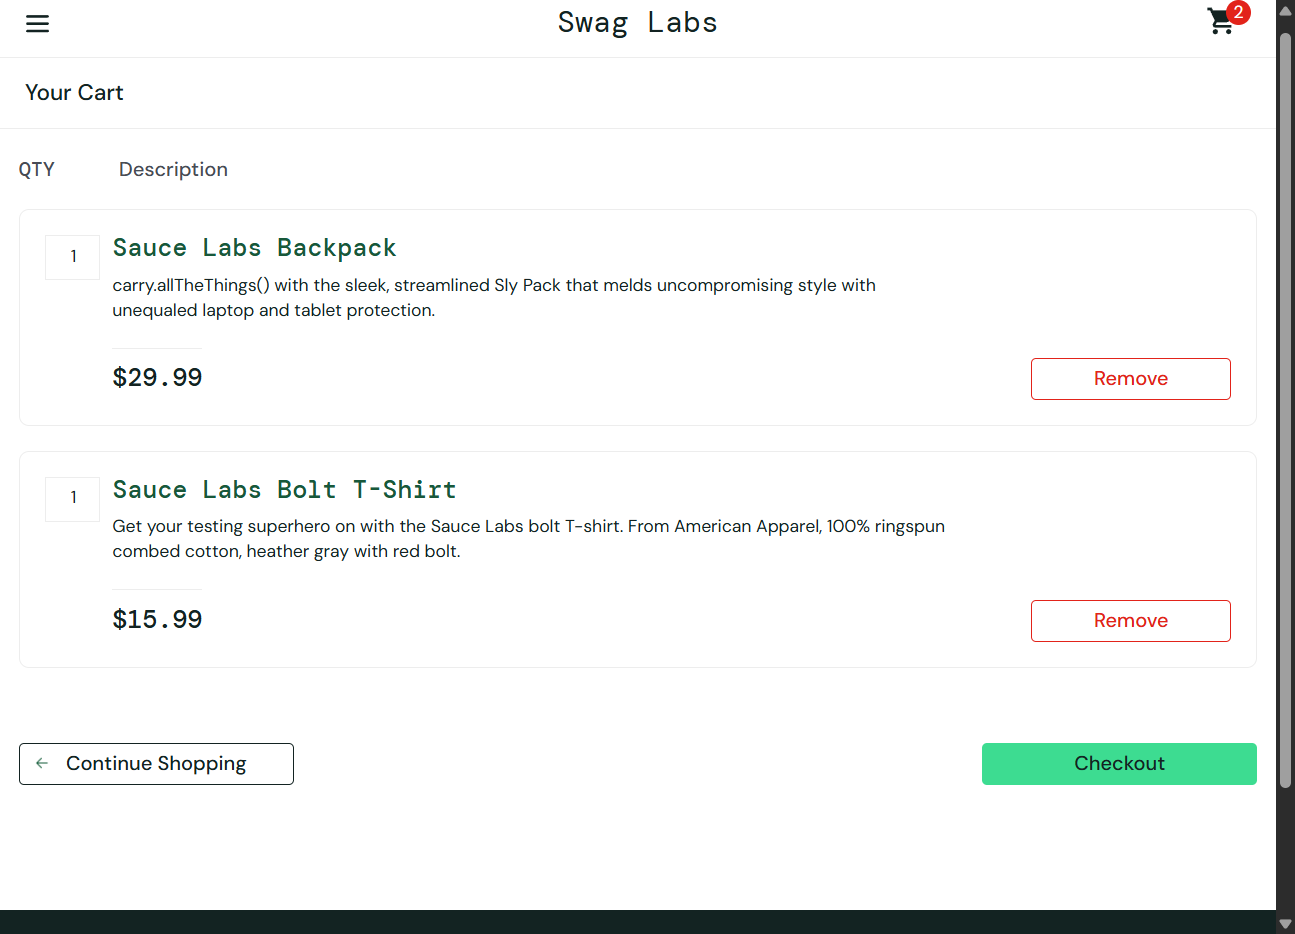 Swag Labs
2
Your Cart
QTY Description
1
Sauce Labs Backpack
carry.allTheThings() with the sleek, streamlined Sly Pack that melds uncompromising style with
unequaled laptop and tablet protection.
$29.99
Remove
1
Sauce Labs Bolt T-Shirt
Get your testing superhero on with the Sauce Labs bolt T-shirt. From American Apparel, 100% ringspun
combed cotton, heather gray with red bolt.
$15.99
Remove
Continue Shopping
Checkout